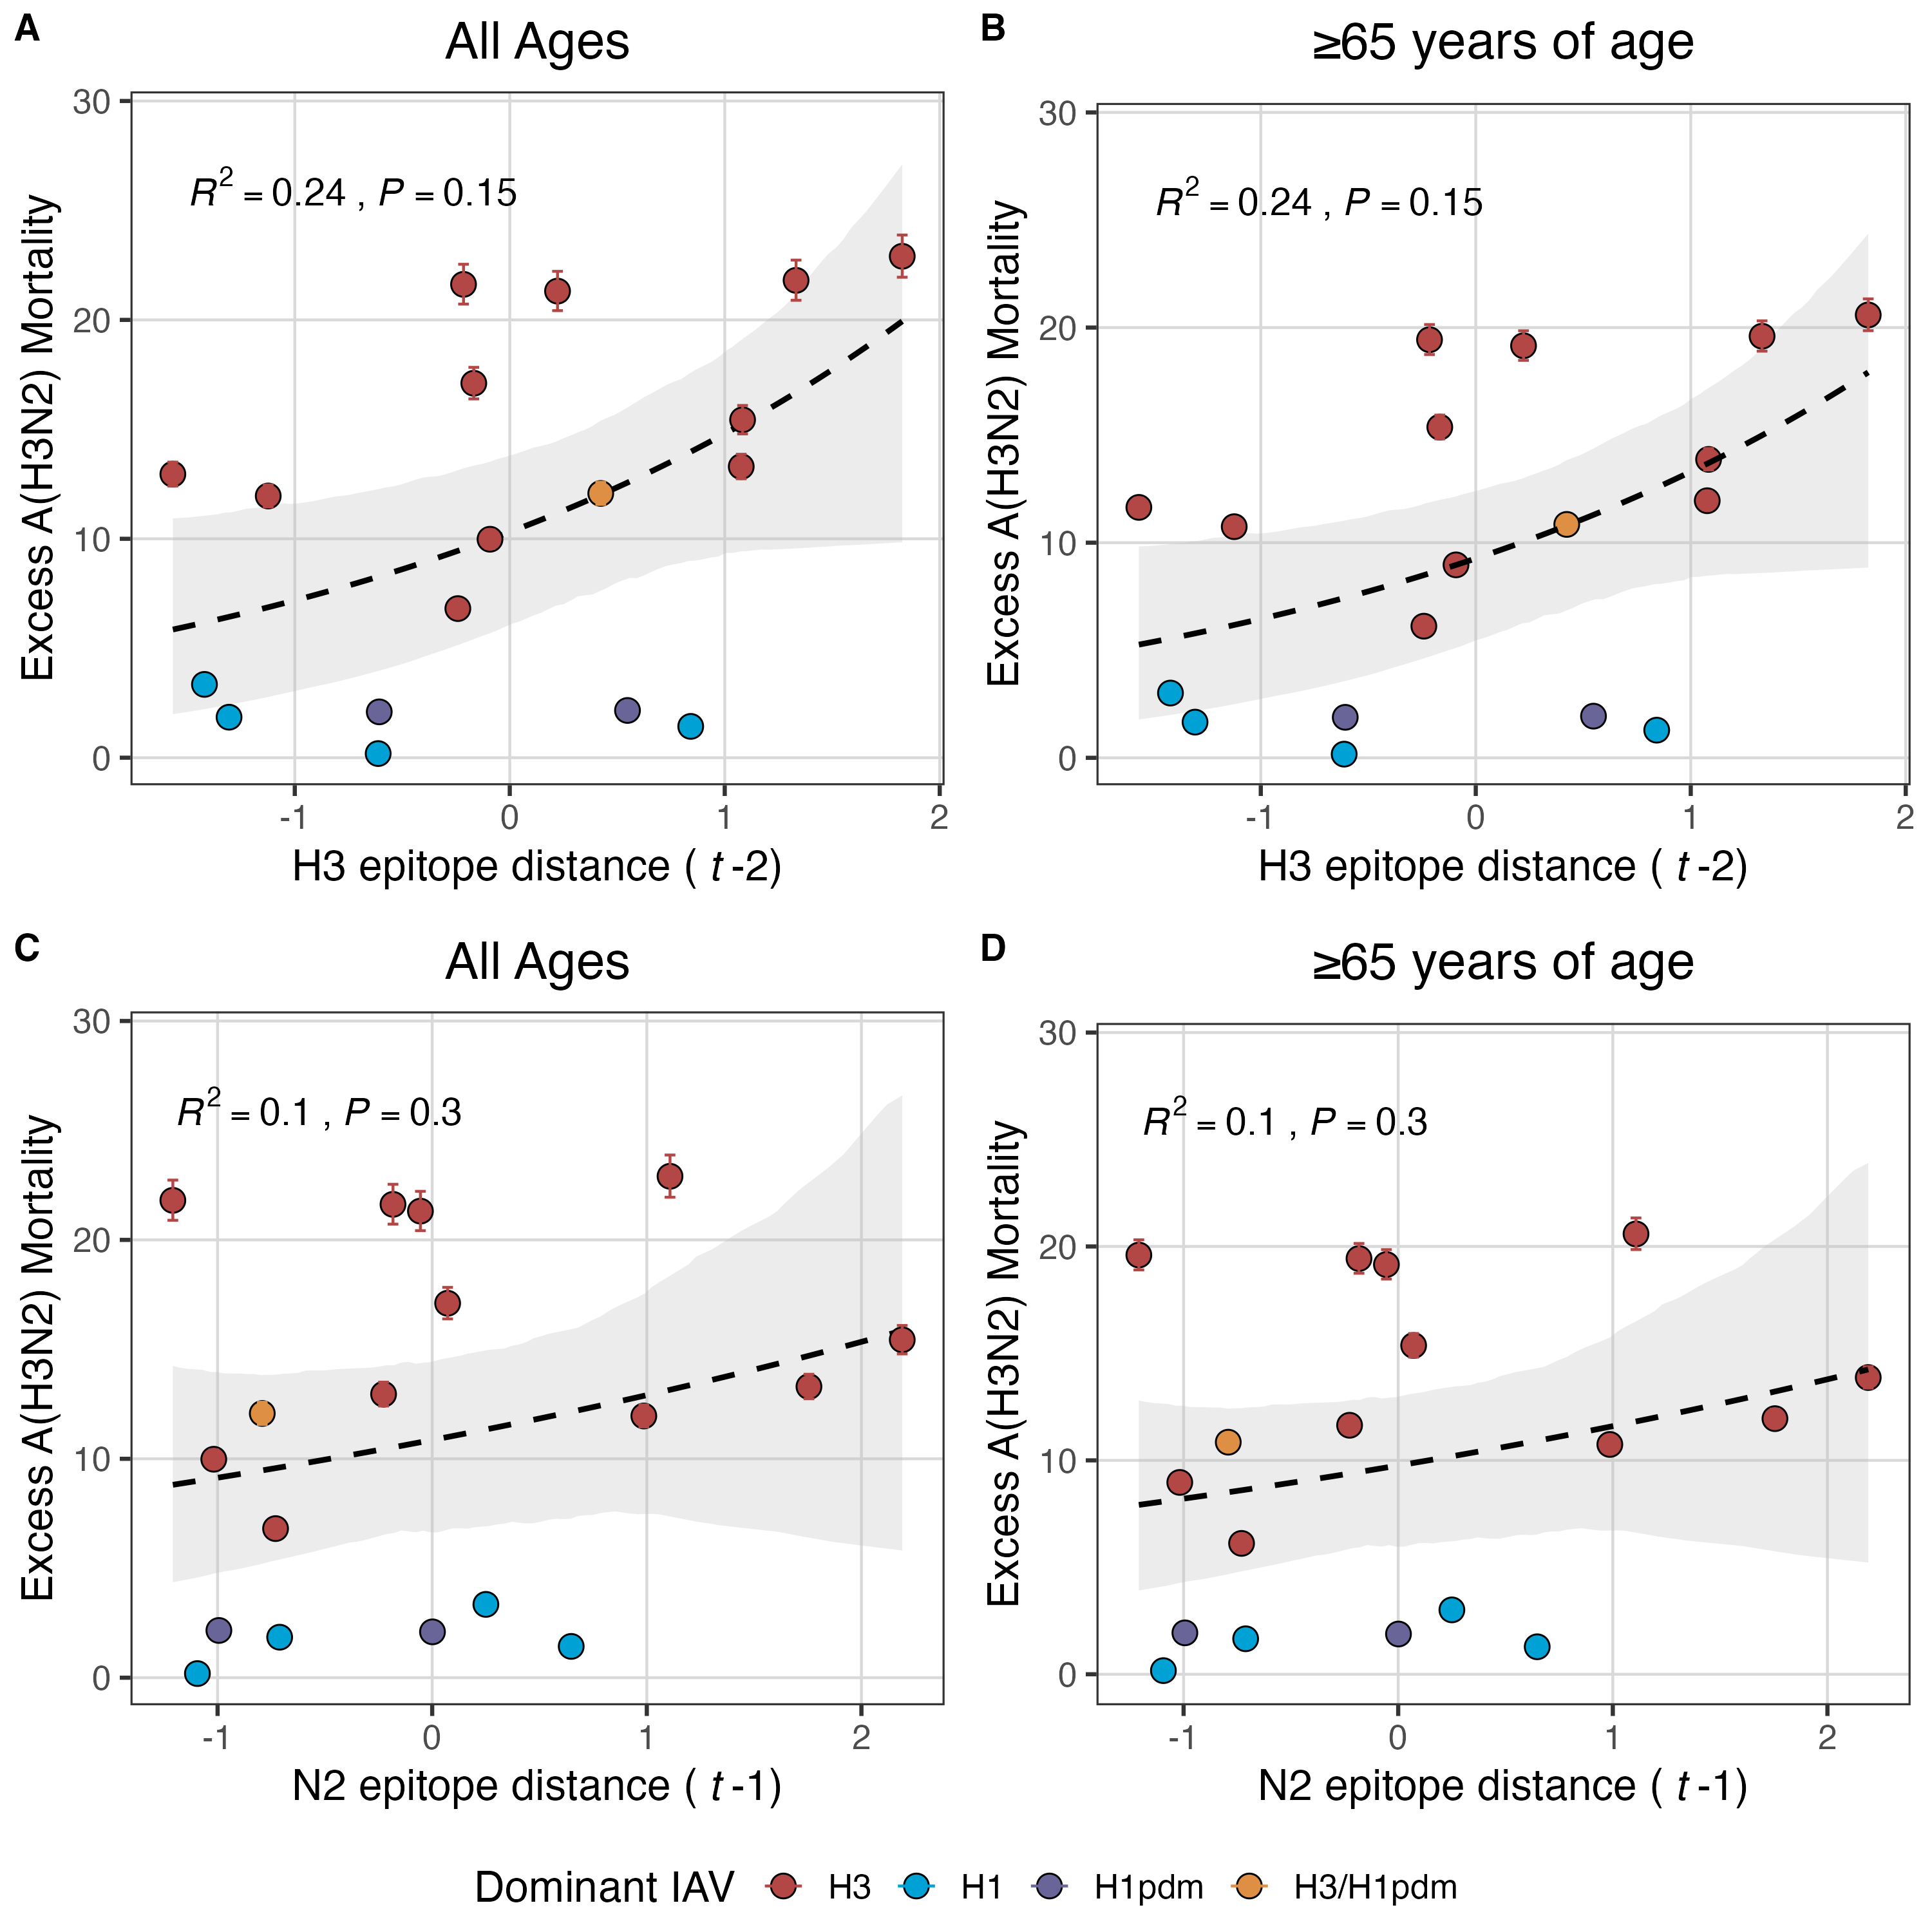 A
All Ages
Excess A(H3N2) Mortality
30
20
10
0
R² = 0.24 , P = 0.15
-1 0 1 2
H3 epitope distance ( t -2)
B
≥65 years of age
Excess A(H3N2) Mortality
30
20
10
0
R² = 0.24 , P = 0.15
-1 0 1 2
H3 epitope distance ( t -2)
C
All Ages
Excess A(H3N2) Mortality
30
20
10
0
R² = 0.1 , P = 0.3
-1 0 1 2
N2 epitope distance ( t -1)
D
≥65 years of age
Excess A(H3N2) Mortality
30
20
10
0
R² = 0.1 , P = 0.3
-1 0 1 2
N2 epitope distance ( t -1)
Dominant IAV H3 H1 H1pdm H3/H1pdm